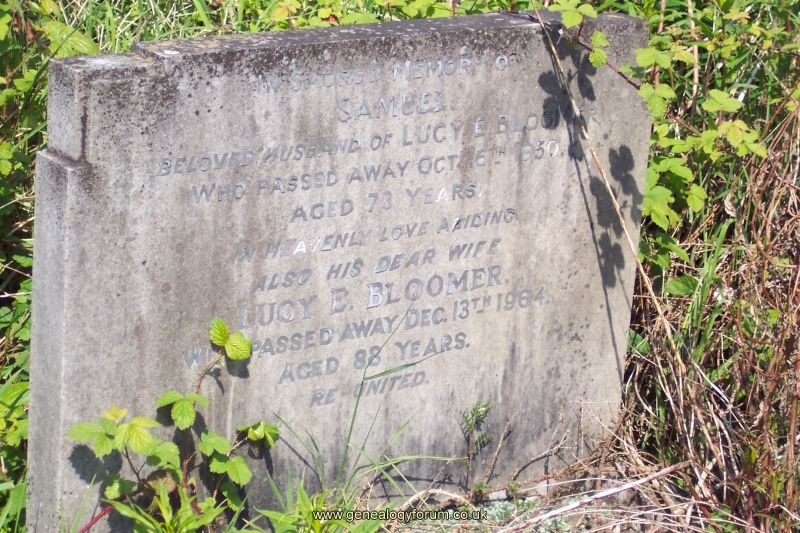 IN SACRED MEMORY OF
SAMUEL
BELOVED HUSBAND OF LUCY E. BLOOMER
WHO PASSED AWAY OCT. 16TH 1950.
AGED 73 YEARS.
IN HEAVENLY LOVE ABIDING.
ALSO HIS DEAR WIFE
LUCY E. BLOOMER
WHO PASSED AWAY DEC. 13TH 1964.
AGED 88 YEARS.
RE UNITED.
www.genealogyforum.co.uk